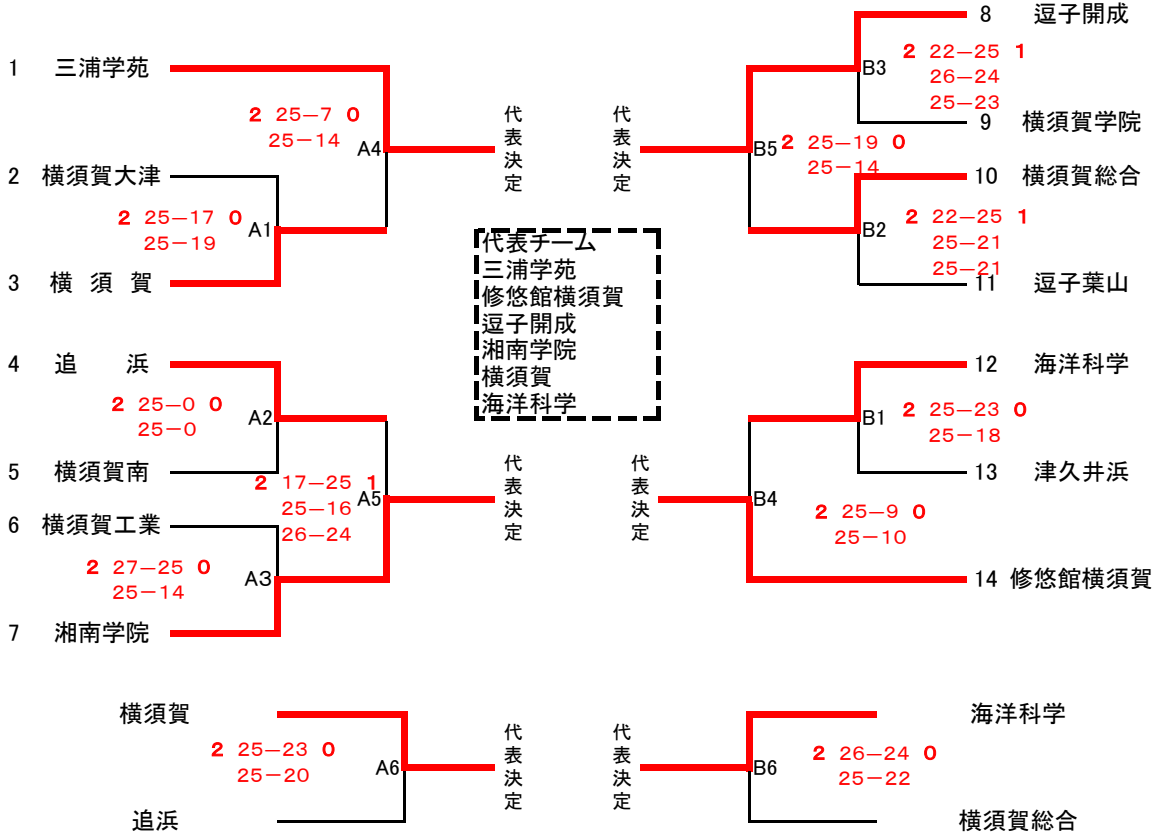 1 三浦学苑
2 25－7 0
25－14
A4
代表決定
2 横須賀大津
2 25－17 0
25－19
A1
3 横 須 賀
4 追 浜
2 25－0 0
25－0
A2
5 横須賀南
2 17－25 1
25－16
26－24
A5
代表決定
6 横須賀工業
2 27－25 0
25－14
A3
7 湘南学院
代表チーム
三浦学苑
修悠館横須賀
逗子開成
湘南学院
横須賀
海洋科学
8 逗子開成
B3
2 22－25 1
26－24
25－23
9 横須賀学院
代表決定
B5
2 25－19 0
25－14
10 横須賀総合
B2
2 22－25 1
25－21
25－21
11 逗子葉山
12 海洋科学
B1
2 25－23 0
25－18
13 津久井浜
代表決定
B4
2 25－9 0
25－10
14 修悠館横須賀
横須賀
2 25－23 0
25－20
A6
代表決定
追浜
海洋科学
代表決定
B6
2 26－24 0
25－22
横須賀総合